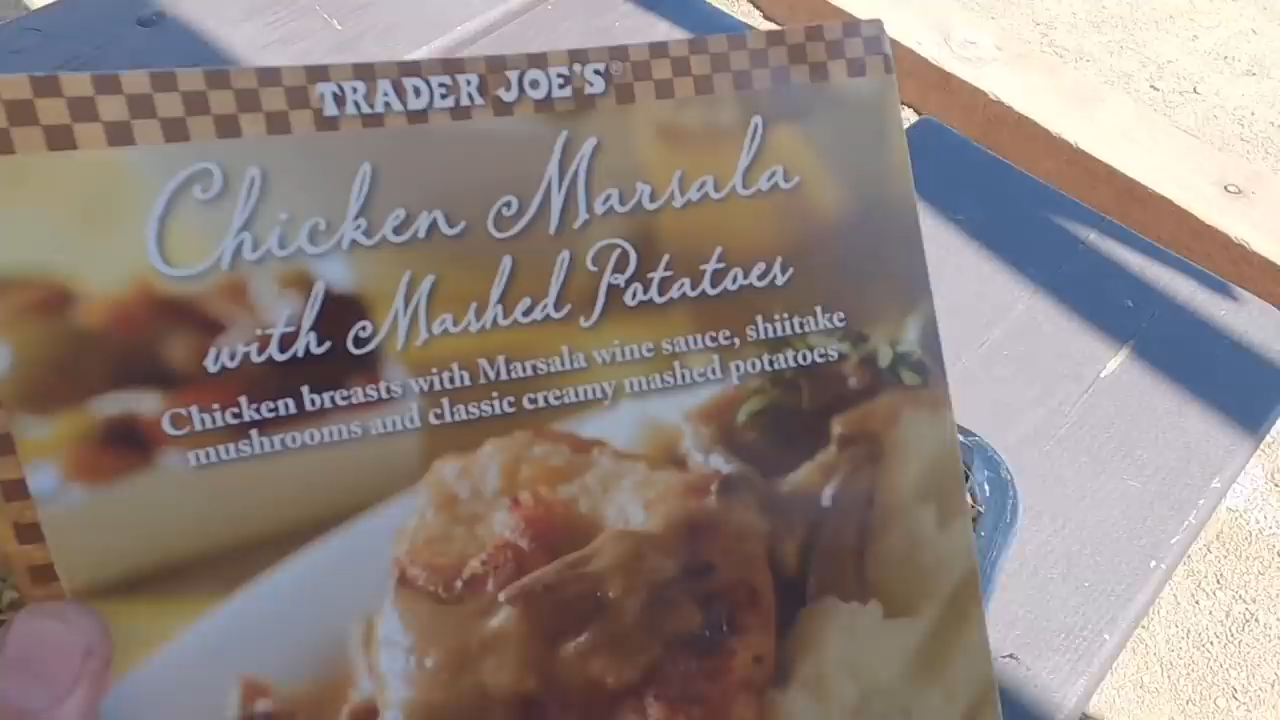 TRADER JOE'S®
Chicken Marsala
with Mashed Potatoes
Chicken breasts with Marsala wine sauce, shiitake
mushrooms and classic creamy mashed potatoes